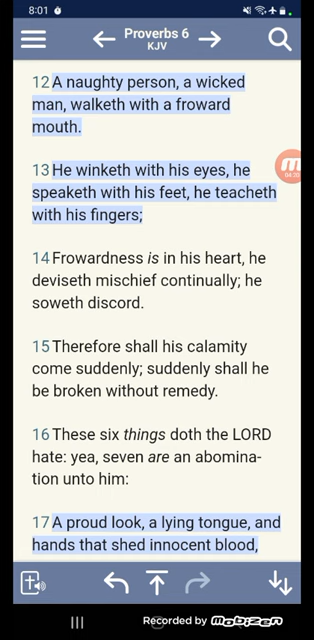 8:01
Proverbs 6
KJV
12 A naughty person, a wicked
man, walketh with a froward
mouth.
13 He winketh with his eyes, he
speaketh with his feet, he teacheth
with his fingers;
14 Frowardness is in his heart, he
deviseth mischief continually; he
soweth discord.
15 Therefore shall his calamity
come suddenly; suddenly shall he
be broken without remedy.
16 These six things doth the LORD
hate: yea, seven are an abomina-
tion unto him:
17 A proud look, a lying tongue, and
hands that shed innocent blood,
Recorded by mobizen